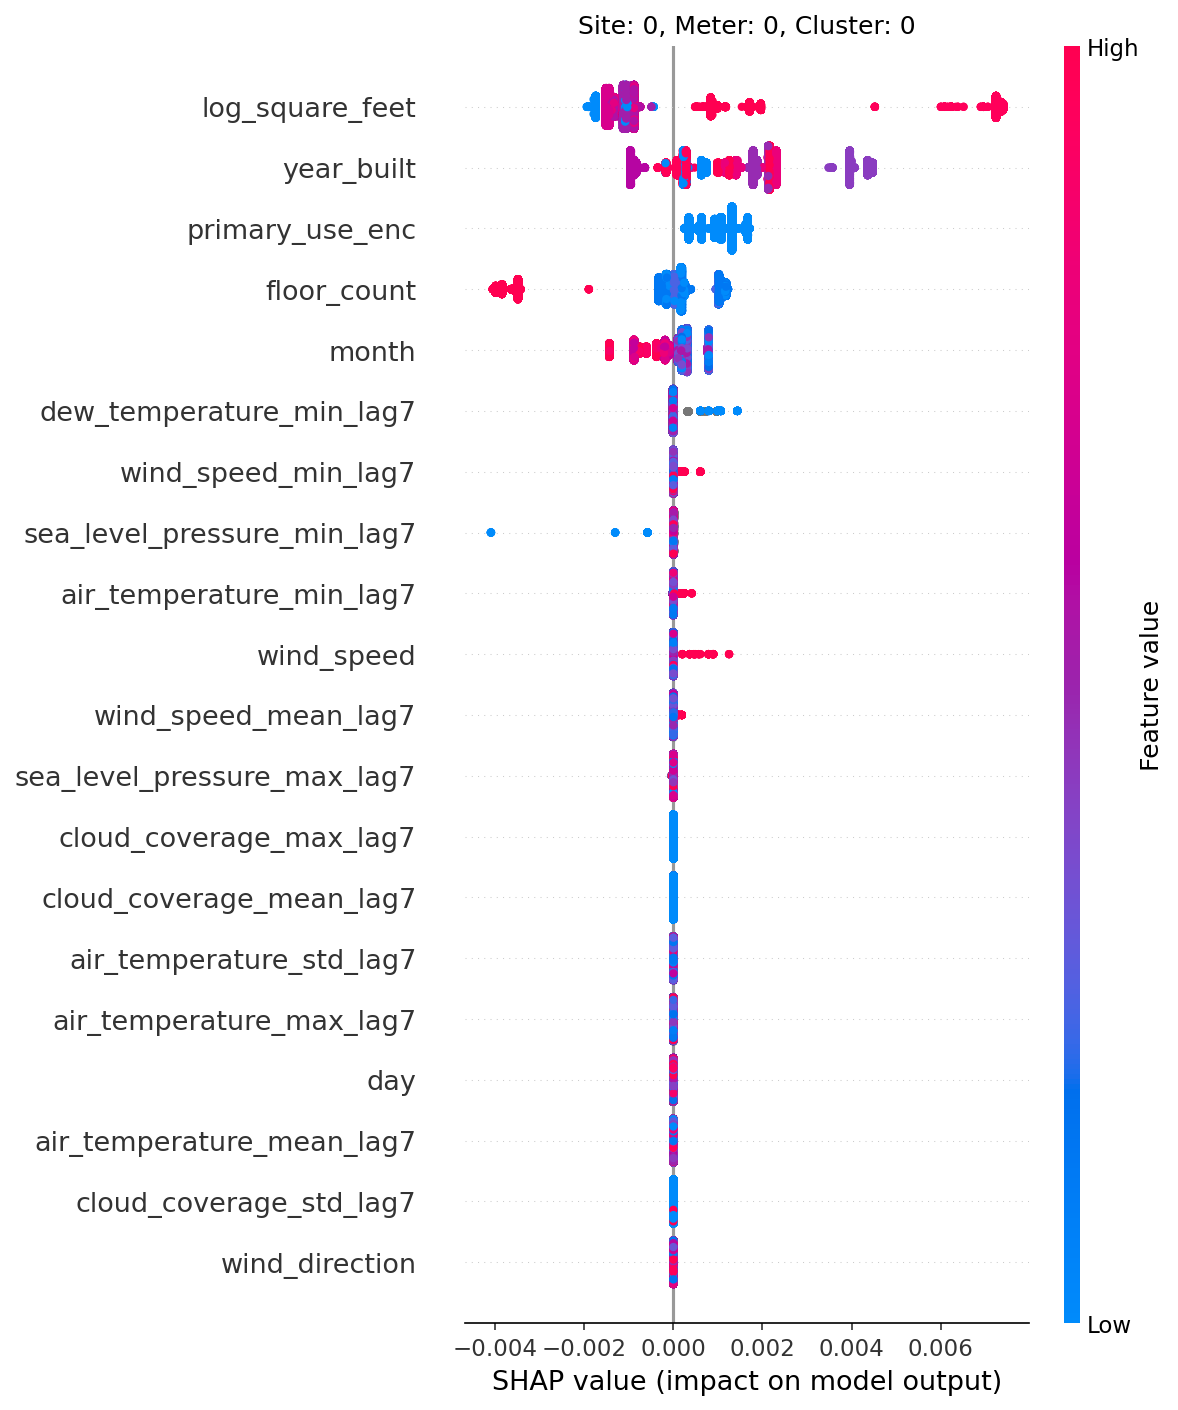 Site: 0, Meter: 0, Cluster: 0
High
log_square_feet
year_built
primary_use_enc
floor_count
month
dew_temperature_min_lag7
wind_speed_min_lag7
sea_level_pressure_min_lag7
air_temperature_min_lag7
wind_speed
wind_speed_mean_lag7
sea_level_pressure_max_lag7
cloud_coverage_max_lag7
cloud_coverage_mean_lag7
air_temperature_std_lag7
air_temperature_max_lag7
day
air_temperature_mean_lag7
cloud_coverage_std_lag7
wind_direction
Feature value
Low
−0.004 −0.002 0.000 0.002 0.004 0.006
SHAP value (impact on model output)